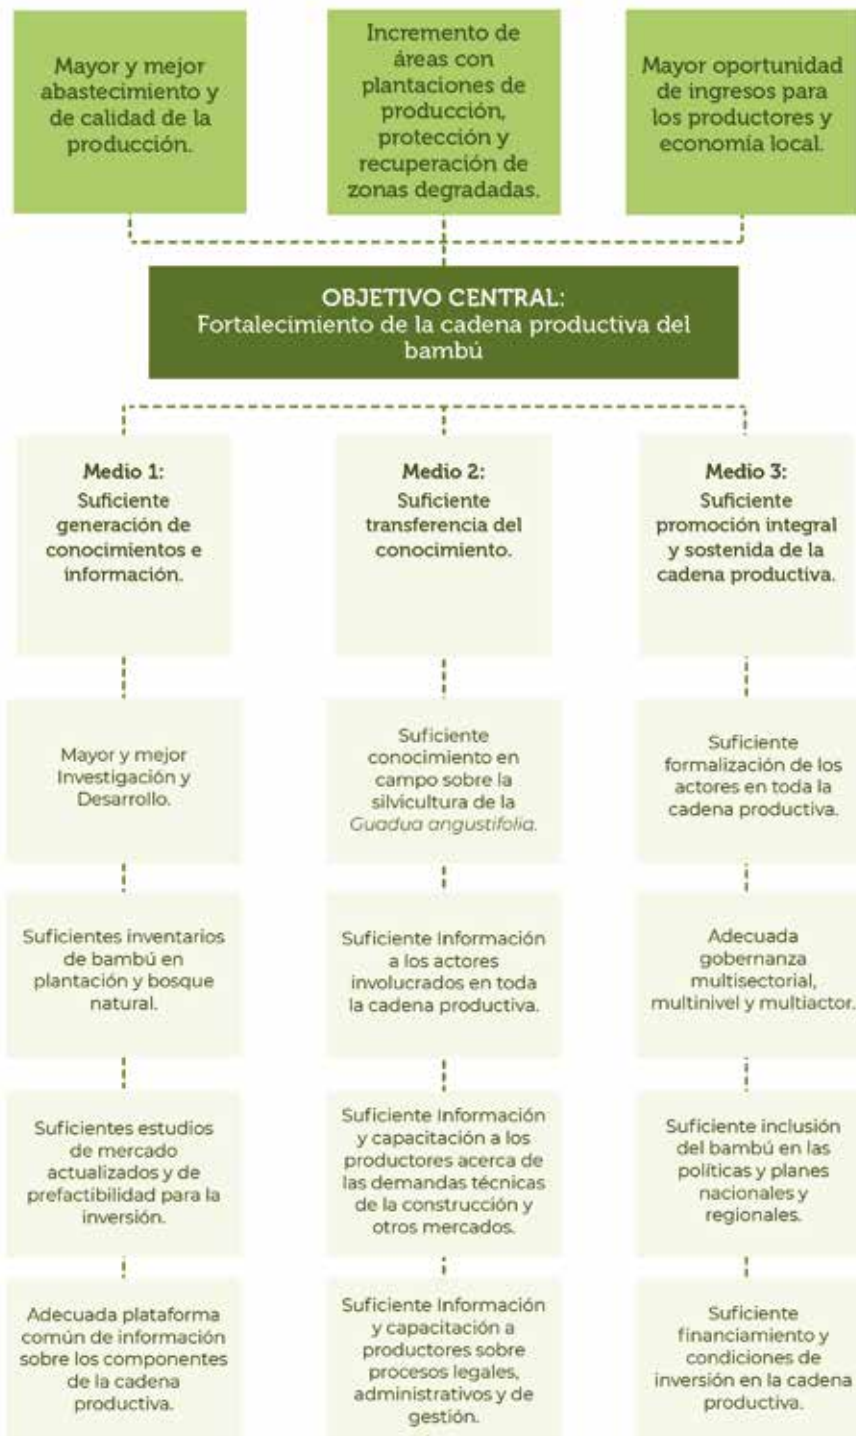 Mayor y mejor
abastecimiento y
de calidad de la
producción.
Incremento de
áreas con
plantaciones de
producción,
protección y
recuperación de
zonas degradadas.
Mayor oportunidad
de ingresos para
los productores y
economía local.
OBJETIVO CENTRAL:
Fortalecimiento de la cadena productiva del
bambú
Medio 1:
Suficiente
generación de
conocimientos e
información.
Medio 2:
Suficiente
transferencia del
conocimiento.
Medio 3:
Suficiente
promoción integral
y sostenida de la
cadena productiva.
Mayor y mejor
Investigación y
Desarrollo.
Suficiente
conocimiento en
campo sobre la
silvicultura de la
Guadua angustifolia.
Suficiente
formalización de los
actores en toda la
cadena productiva.
Suficientes inventarios
de bambú en
plantación y bosque
natural.
Suficiente Información
a los actores
involucrados en toda
la cadena productiva.
Adecuada
gobernanza
multisectorial,
multinivel y multiactor.
Suficientes estudios
de mercado
actualizados y de
prefactibilidad para la
inversión.
Suficiente Información
y capacitación a los
productores acerca de
las demandas técnicas
de la construcción y
otros mercados.
Suficiente inclusión
del bambú en las
políticas y planes
nacionales y
regionales.
Adecuada plataforma
común de información
sobre los componentes
de la cadena
productiva.
Suficiente Información
y capacitación a
productores sobre
procesos legales,
administrativos y de
gestión.
Suficiente
financiamiento y
condiciones de
inversión en la cadena
productiva.